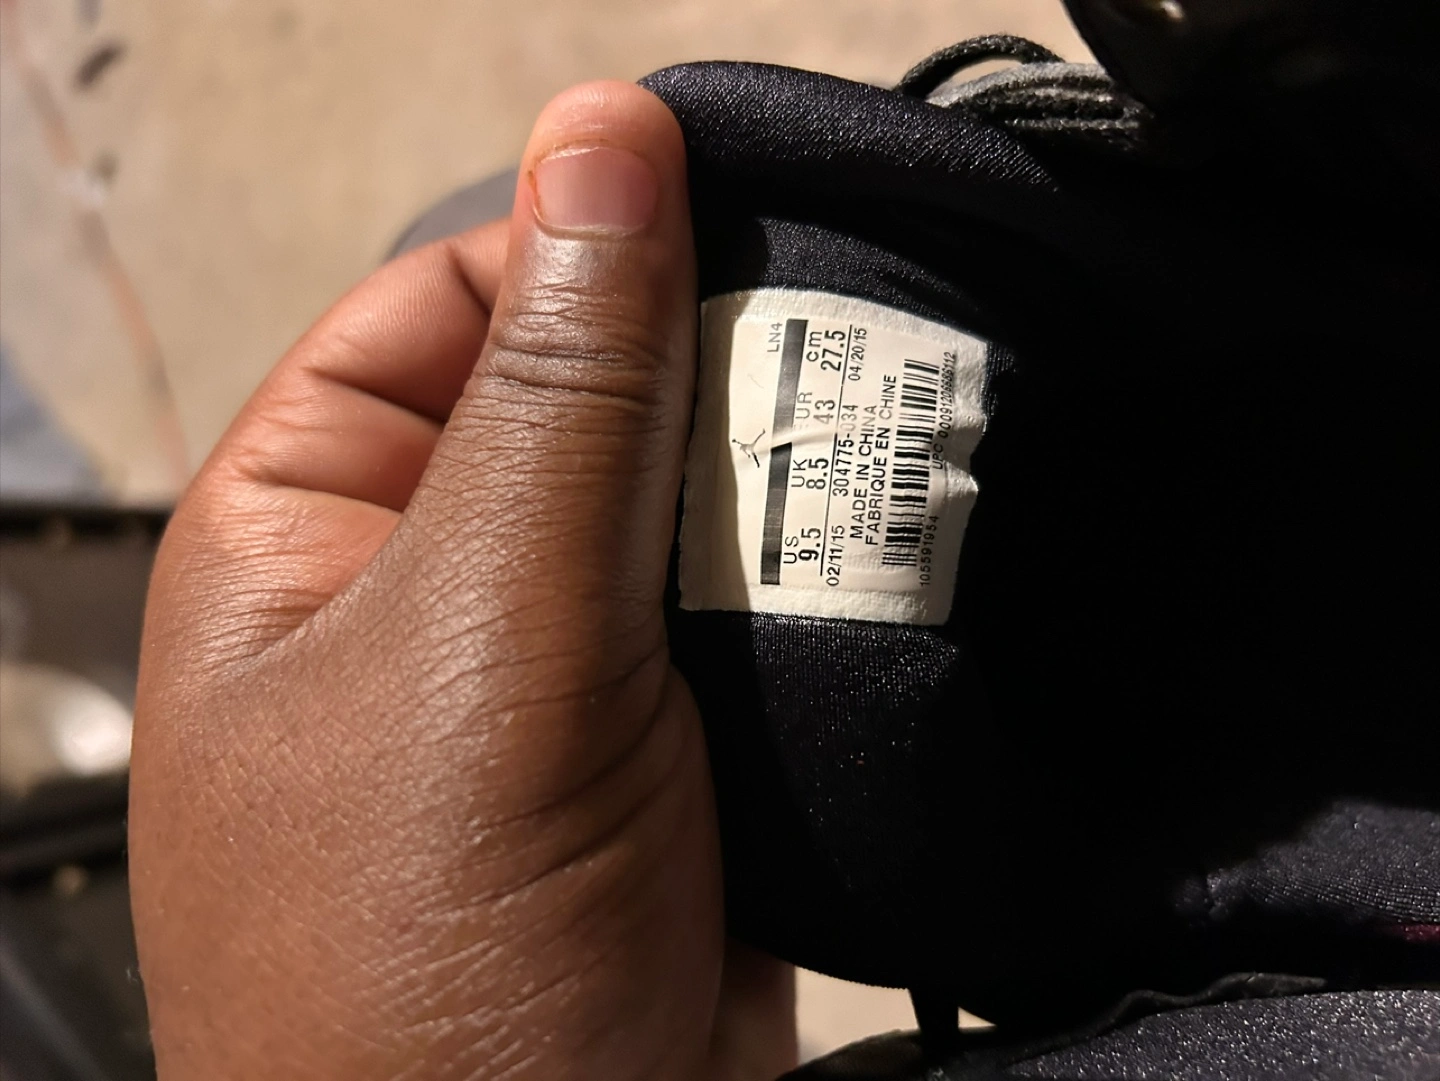 LN4
US UK EUR cm
9.5 8.5 43 27.5
02/11/15 304775-034 04/20/15
MADE IN CHINA
FABRIQUE EN CHINE
UPC
105591954